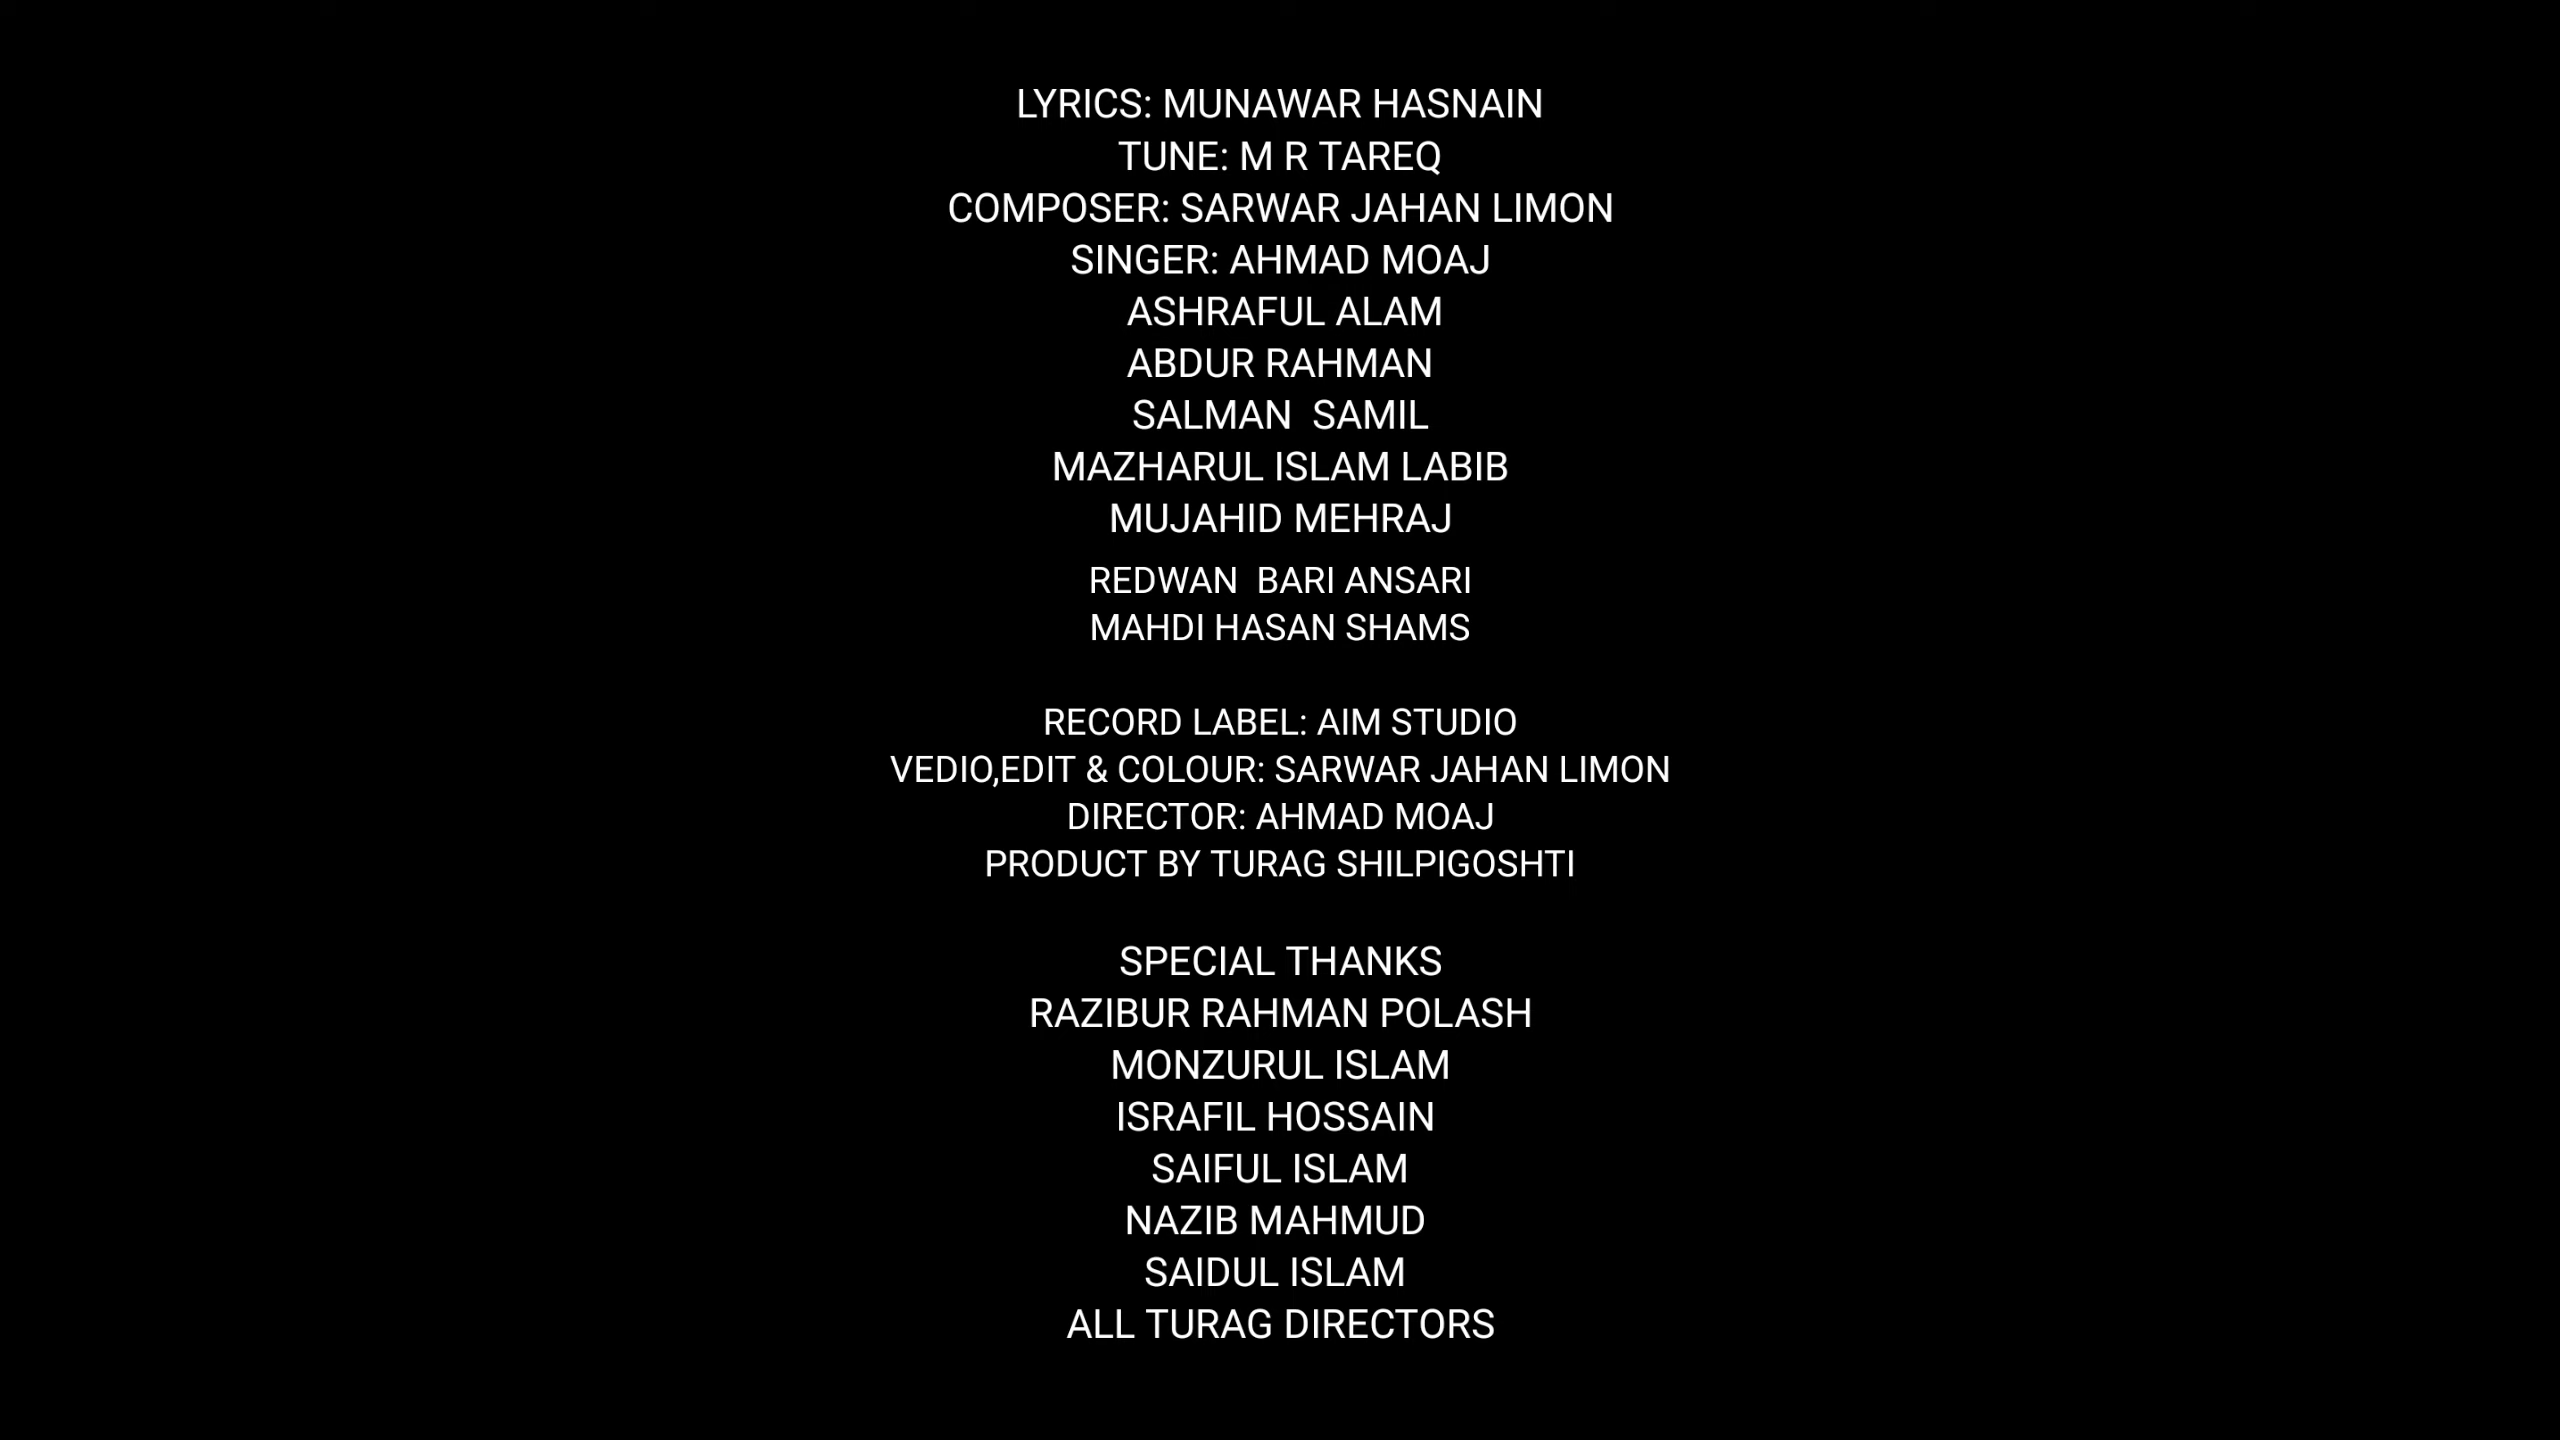 LYRICS: MUNAWAR HASNAIN
TUNE: M R TAREQ
COMPOSER: SARWAR JAHAN LIMON
SINGER: AHMAD MOAJ
ASHRAFUL ALAM
ABDUR RAHMAN
SALMAN  SAMIL
MAZHARUL ISLAM LABIB
MUJAHID MEHRAJ
REDWAN  BARI ANSARI
MAHDI HASAN SHAMS
RECORD LABEL: AIM STUDIO
VEDIO,EDIT & COLOUR: SARWAR JAHAN LIMON
DIRECTOR: AHMAD MOAJ
PRODUCT BY TURAG SHILPIGOSHTI
SPECIAL THANKS
RAZIBUR RAHMAN POLASH
MONZURUL ISLAM
ISRAFIL HOSSAIN
SAIFUL ISLAM
NAZIB MAHMUD
SAIDUL ISLAM
ALL TURAG DIRECTORS